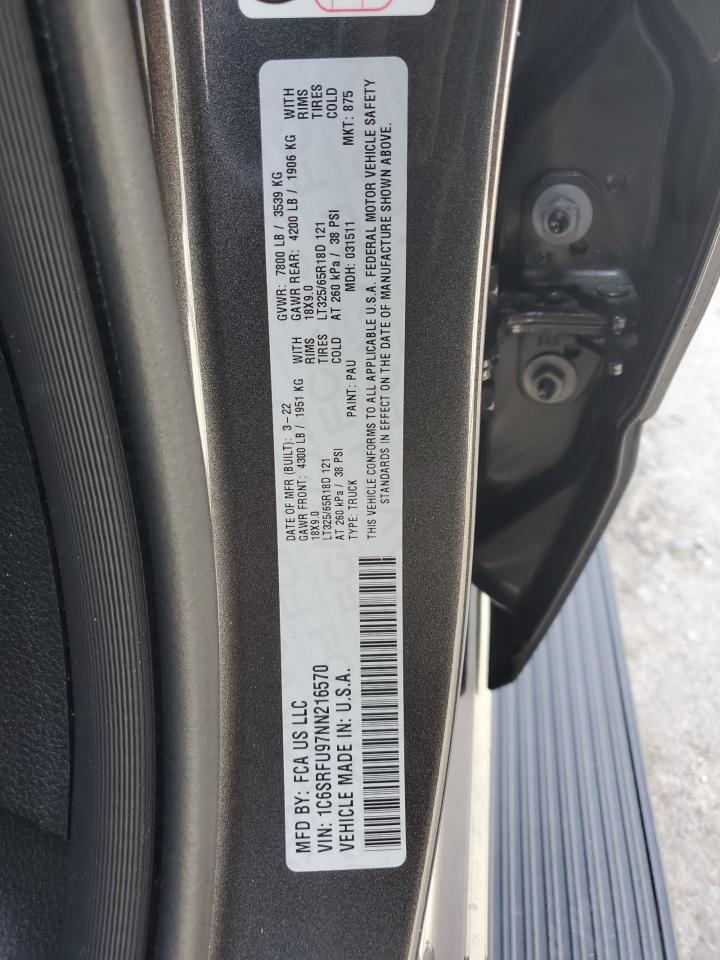 MFD BY: FCA US LLC
VIN: 1C6SRFU97NN216570
VEHICLE MADE IN: U.S.A.
DATE OF MFR (BUILT): 3-22 GVWR: 7800 LB / 3539 KG
GAWR FRONT: 4300 LB / 1951 KG WITH GAWR REAR: 4200 LB / 1906 KG WITH
18X9.0 RIMS 18X9.0 RIMS
LT325/65R18D 121 TIRES LT325/65R18D 121 TIRES
AT 260 kPa / 38 PSI COLD AT 260 kPa / 38 PSI COLD
TYPE: TRUCK PAINT: PAU MDH: 031511 MKT: 875
THIS VEHICLE CONFORMS TO ALL APPLICABLE U.S.A. FEDERAL MOTOR VEHICLE SAFETY
STANDARDS IN EFFECT ON THE DATE OF MANUFACTURE SHOWN ABOVE.